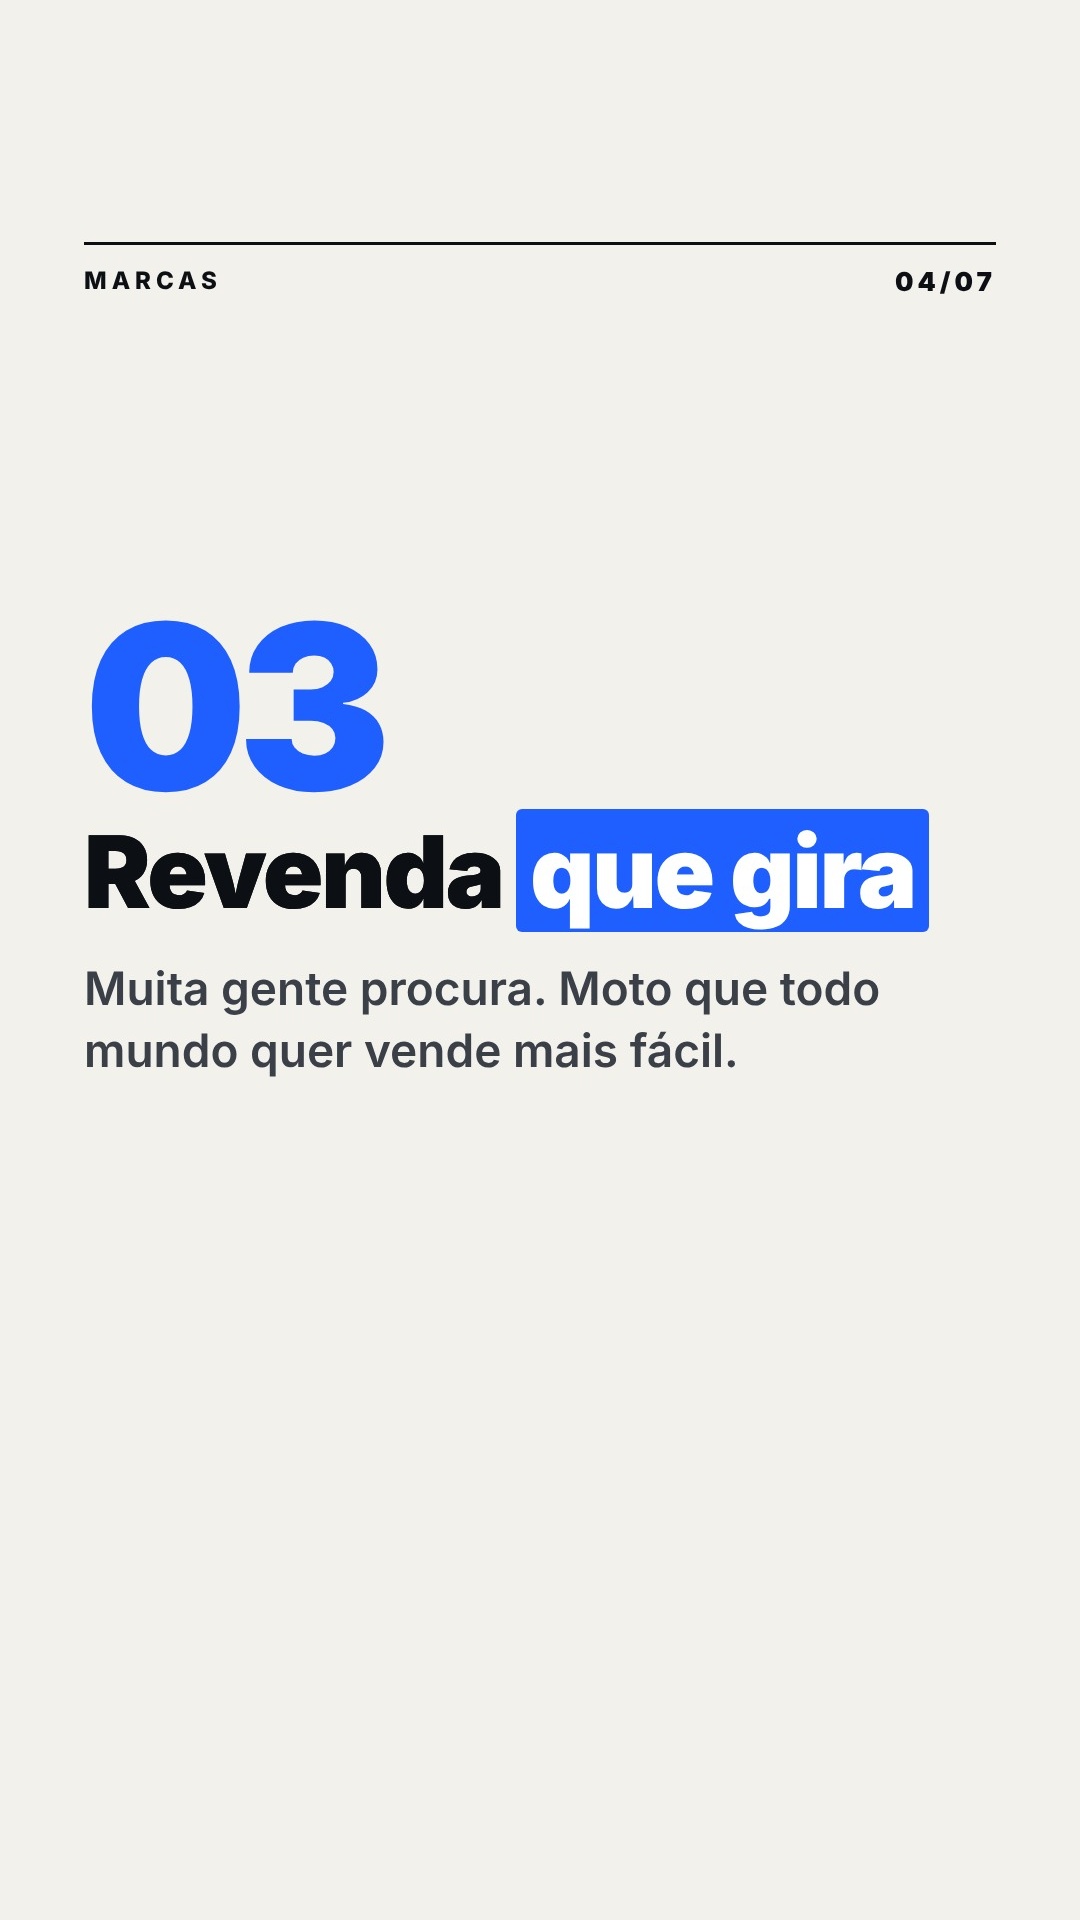 MARCAS
04/07
03
Revenda que gira
Muita gente procura. Moto que todo
mundo quer vende mais fácil.